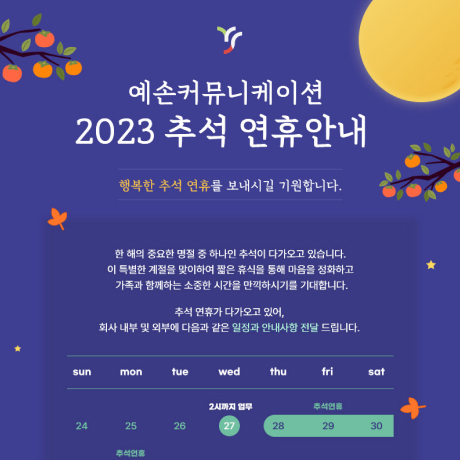 예손커뮤니케이션
2023 추석 연휴안내
행복한 추석 연휴를 보내시길 기원합니다.
한 해의 중요한 명절 중 하나인 추석이 다가오고 있습니다.
이 특별한 계절을 맞이하여 짧은 휴식을 통해 마음을 정화하고
가족과 함께하는 소중한 시간을 만끽하시기를 기대합니다.
추석 연휴가 다가오고 있어,
회사 내부 및 외부에 다음과 같은 일정과 안내사항 전달 드립니다.
sun mon tue wed thu fri sat
2시까지 업무 추석연휴
24 25 26 27 28 29 30
추석연휴